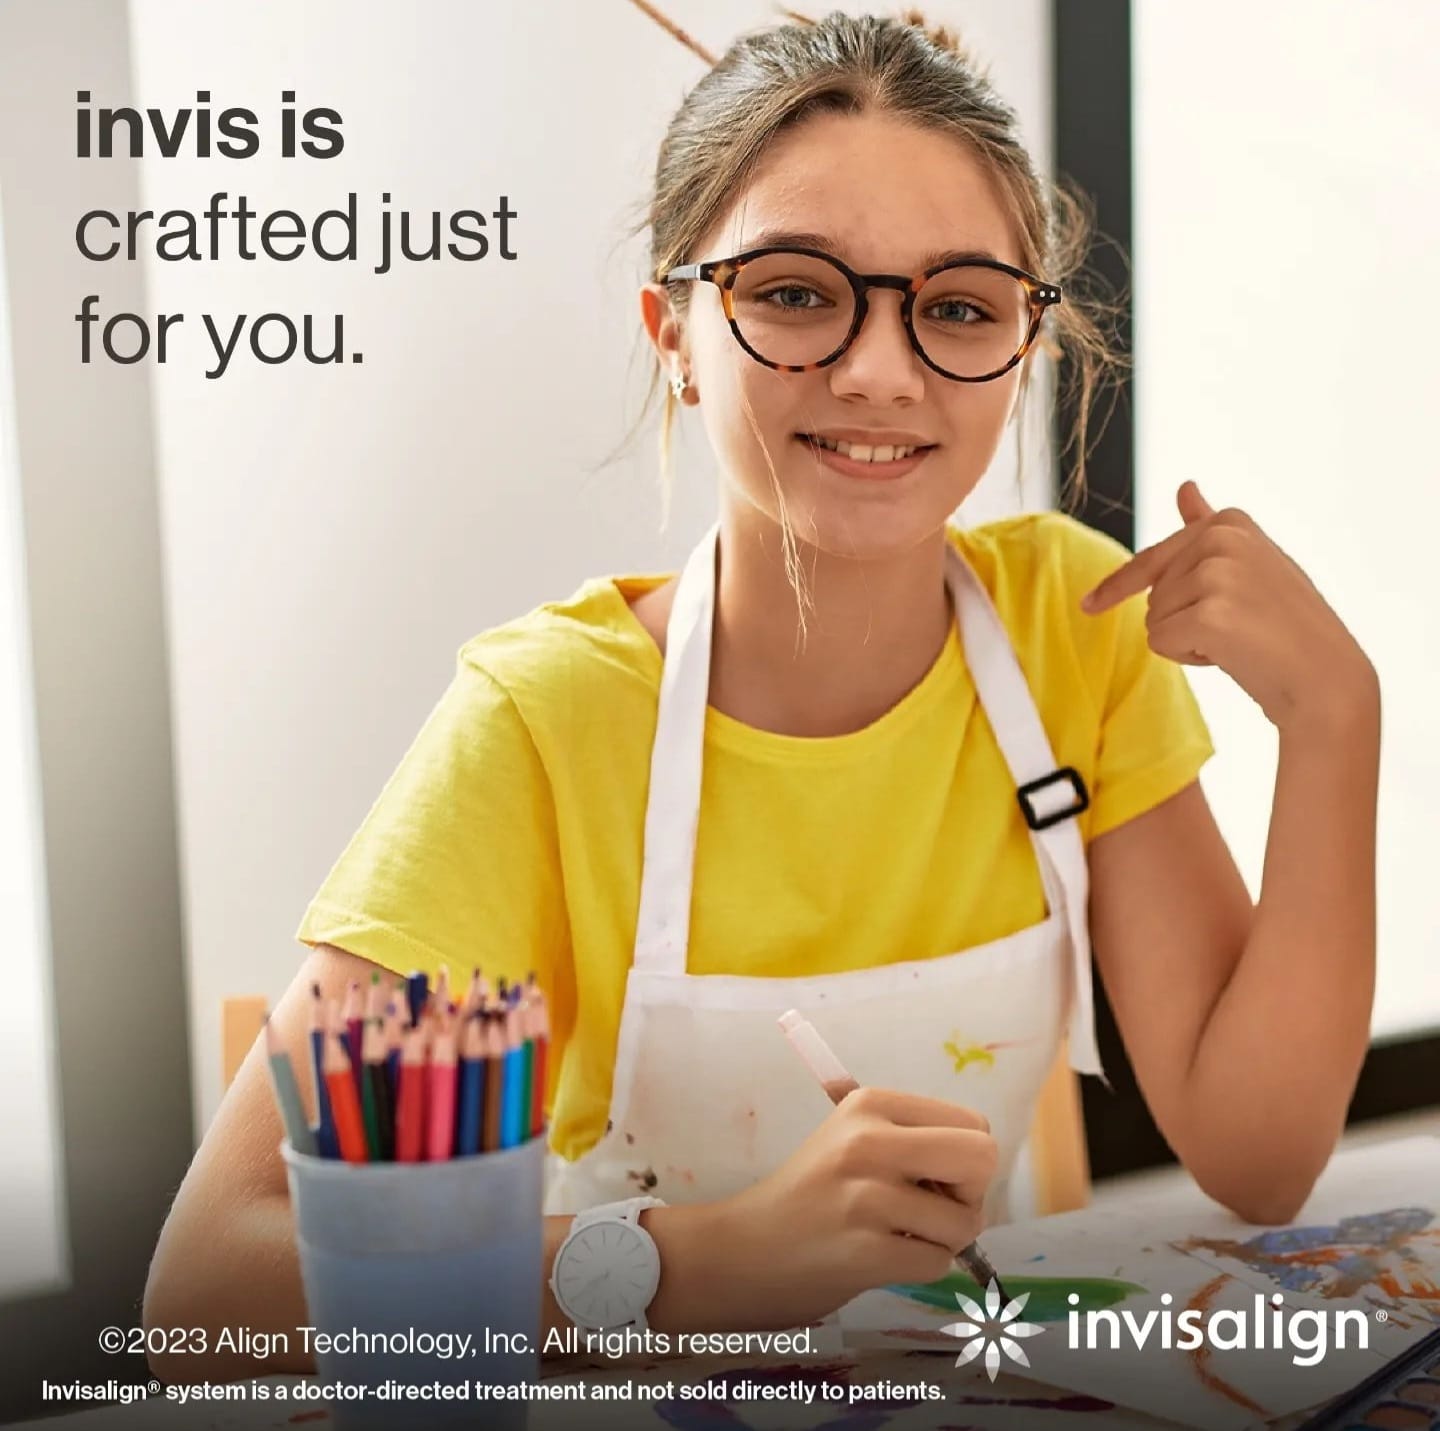 invis is
crafted just
for you.
invisalign®
©2023 Align Technology, Inc. All rights reserved.
Invisalign® system is a doctor-directed treatment and not sold directly to patients.